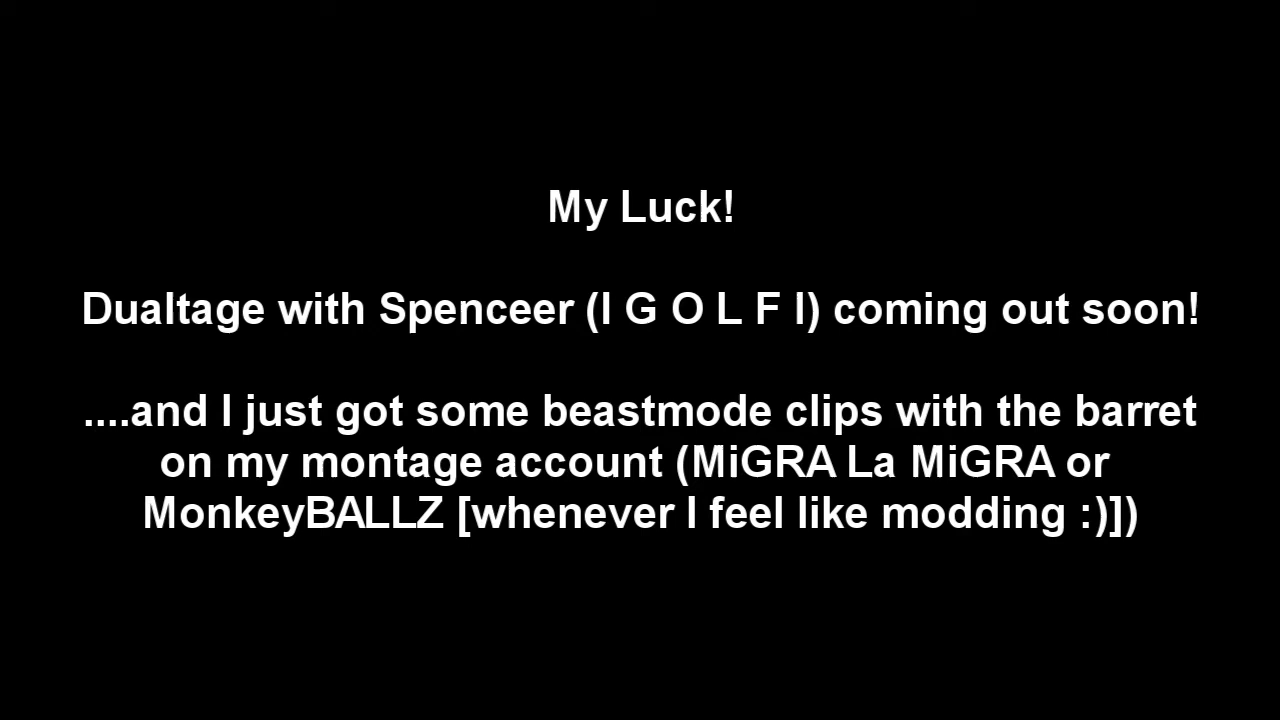 My Luck!
Dualtage with Spenceer (I G O L F I) coming out soon!
....and I just got some beastmode clips with the barret
on my montage account (MiGRA La MiGRA or
MonkeyBALLZ [whenever I feel like modding :)])